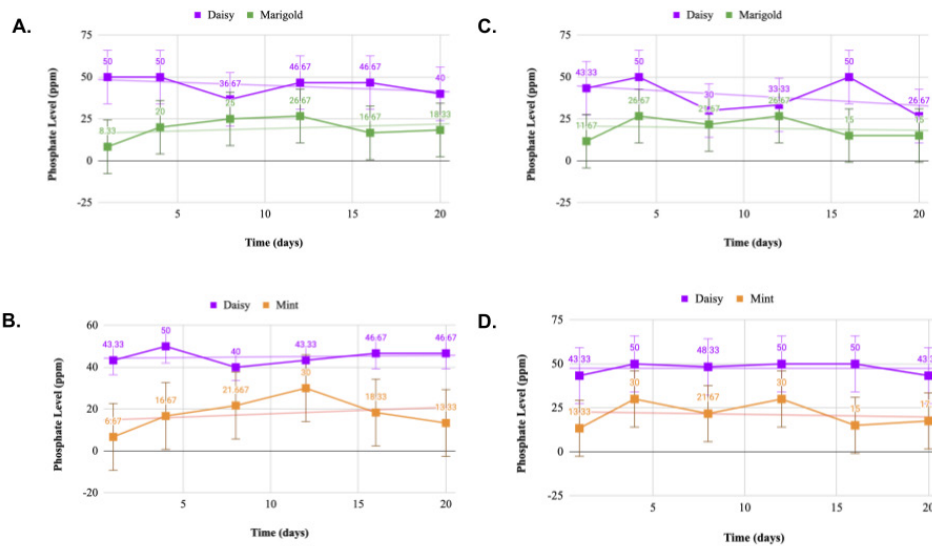 A.
Daisy Marigold
Phosphate Level (ppm)
75
50
25
0
-25
50 50 36.67 46.67 46.67 40
8.33 20 25 26.67 16.67 18.33
5 10 15 20
Time (days)
C.
Daisy Marigold
Phosphate Level (ppm)
75
50
25
0
-25
43.33 50 30 33.33 50 26.67
11.67 26.67 26.67 15 15
5 10 15 20
Time (days)
B.
Daisy Mint
Phosphate Level (ppm)
60
40
20
0
-20
43.33 50 40 43.33 46.67 46.67
6.67 16.67 21.667 30 18.33 13.33
5 10 15 20
Time (days)
D.
Daisy Mint
Phosphate Level (ppm)
75
50
25
0
-25
43.33 50 48.33 50 50
13.33 30 21.67 30 15
5 10 15 20
Time (days)